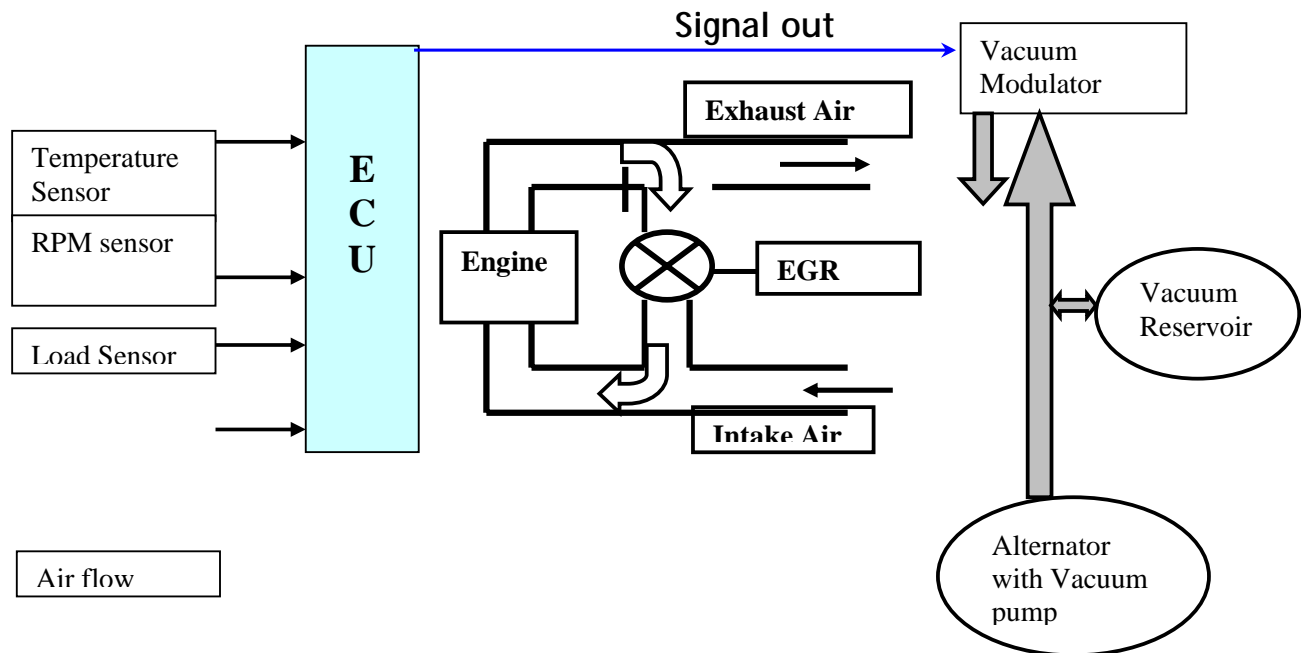 Signal out
Vacuum
Modulator
Exhaust Air
Temperature
Sensor
E
C
U
RPM sensor
Engine
EGR
Vacuum
Reservoir
Load Sensor
Intake Air
Alternator
with Vacuum
pump
Air flow